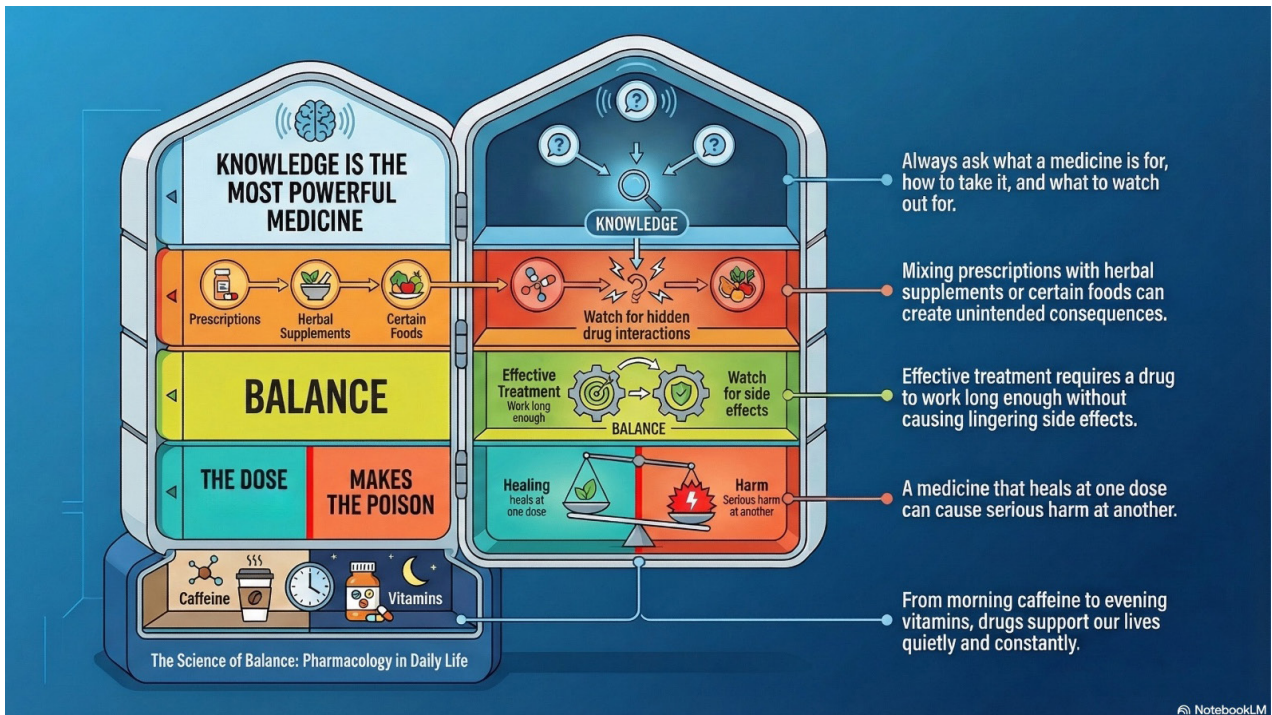 KNOWLEDGE IS THE
MOST POWERFUL
MEDICINE
Prescriptions
Herbal
Supplements
Certain
Foods
BALANCE
THE DOSE
MAKES
THE POISON
Caffeine
Vitamins
The Science of Balance: Pharmacology in Daily Life
?
?
?
KNOWLEDGE
?
Watch for hidden
drug interactions
Effective
Treatment
Work long
enough
Watch
for side
effects
BALANCE
Healing
heals at
one dose
Harm
Serious harm
at another
Always ask what a medicine is for,
how to take it, and what to watch
out for.
Mixing prescriptions with herbal
supplements or certain foods can
create unintended consequences.
Effective treatment requires a drug
to work long enough without
causing lingering side effects.
A medicine that heals at one dose
can cause serious harm at another.
From morning caffeine to evening
vitamins, drugs support our lives
quietly and constantly.
NotebookLM